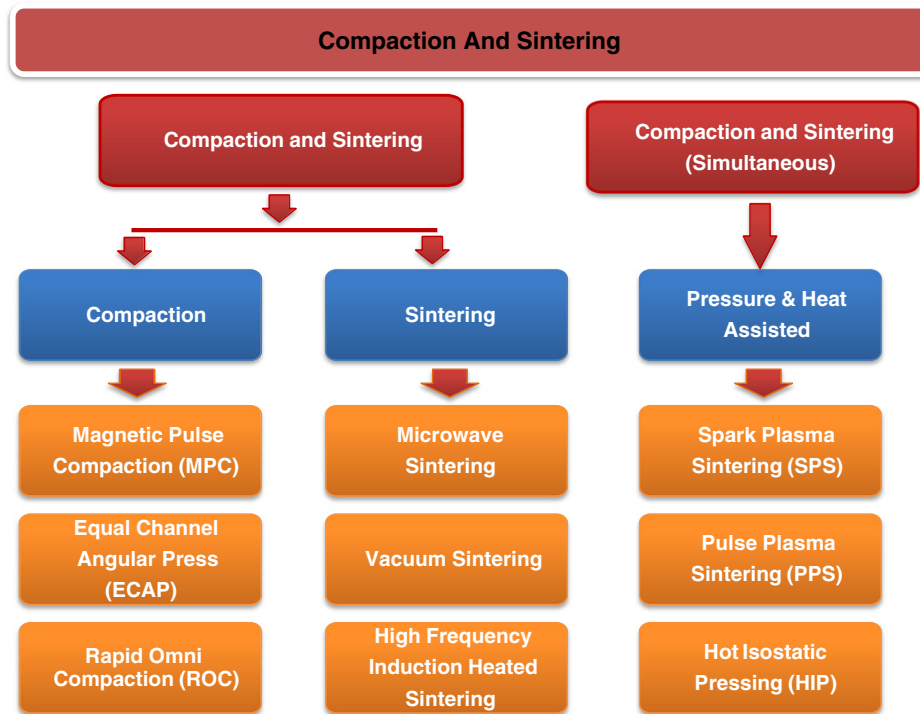 Compaction And Sintering
Compaction and Sintering
Compaction and Sintering
(Simultaneous)
Compaction
Sintering
Pressure & Heat
Assisted
Magnetic Pulse
Compaction (MPC)
Microwave
Sintering
Spark Plasma
Sintering (SPS)
Equal Channel
Angular Press
(ECAP)
Vacuum Sintering
Pulse Plasma
Sintering (PPS)
Rapid Omni
Compaction (ROC)
High Frequency
Induction Heated
Sintering
Hot Isostatic
Pressing (HIP)